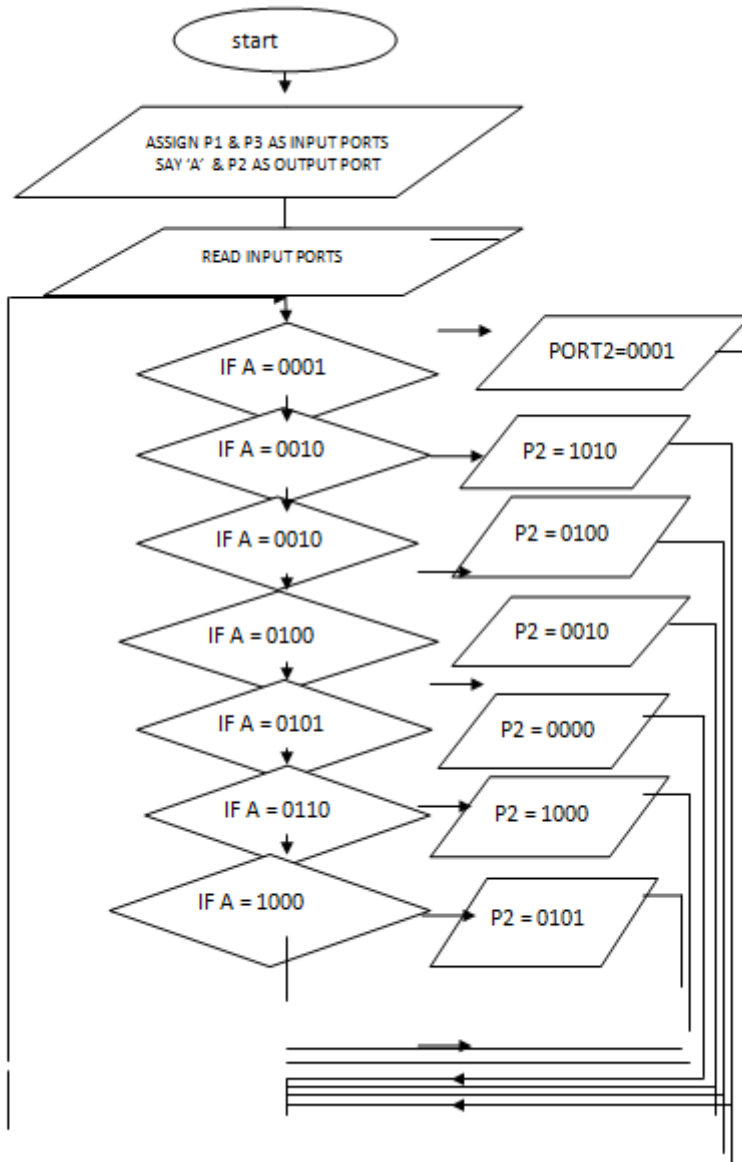 start
ASSIGN P1 & P3 AS INPUT PORTS
SAY ‘A’ & P2 AS OUTPUT PORT
READ INPUT PORTS
IF A = 0001
PORT2=0001
IF A = 0010
P2 = 1010
IF A = 0010
P2 = 0100
IF A = 0100
P2 = 0010
IF A = 0101
P2 = 0000
IF A = 0110
P2 = 1000
IF A = 1000
P2 = 0101